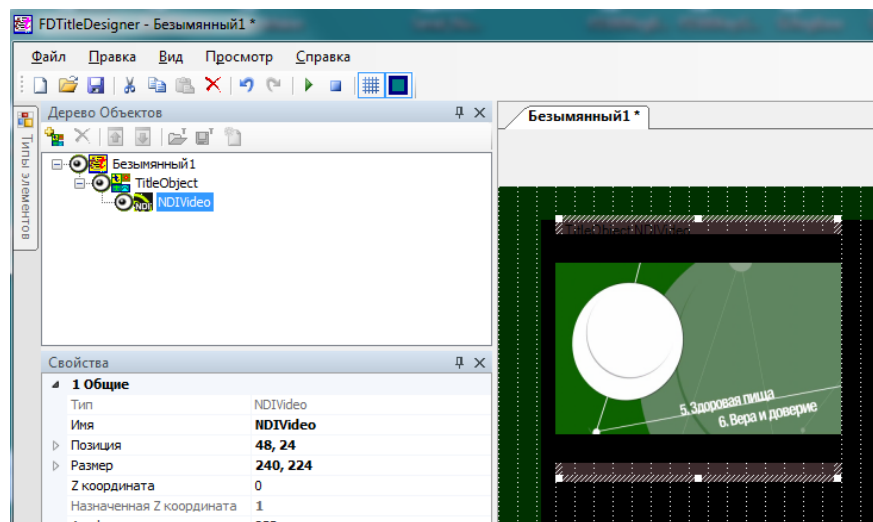 FDTitleDesigner - Безымянный1 *
Файл Правка Вид Просмотр Справка
Дерево Объектов
Безымянный1 *
Типы элементов
Безымянный1
TitleObject
NDI NDIVideo
TitleObject:NDIVideo
5. Здоровая пища
6. Вера и доверие
Свойства
1 Общие
Тип NDIVideo
Имя NDIVideo
Позиция 48, 24
Размер 240, 224
Z координата 0
Назначенная Z координата 1